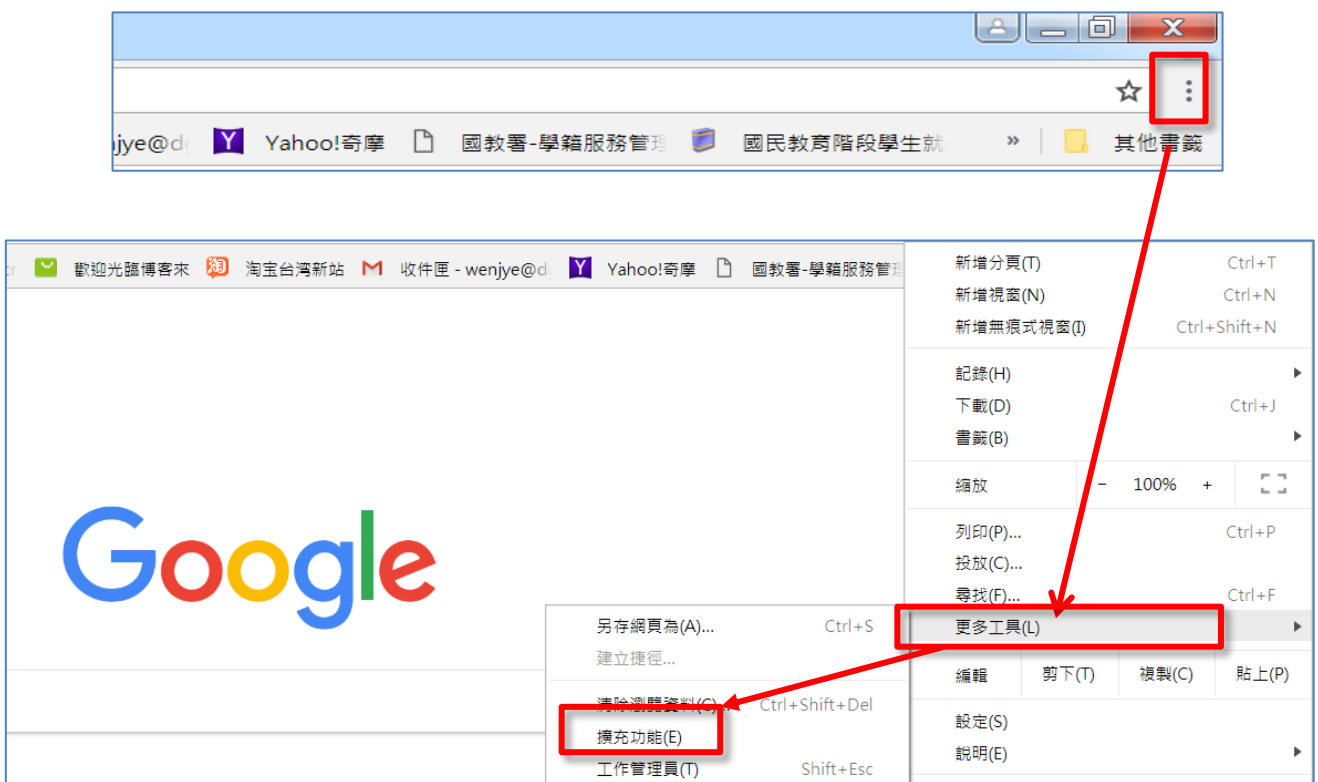 jye@d Yahoo!奇摩 國教署-學籍服務管理 國民教育階段學生就 » 其他書籤
歡迎光臨博客來 淘宝台湾新站 收件匣 - wenjye@d Yahoo!奇摩 國教署-學籍服務管理
新增分頁(T) Ctrl+T
新增視窗(N) Ctrl+N
新增無痕式視窗(I) Ctrl+Shift+N
記錄(H)
下載(D) Ctrl+J
書籤(B)
縮放 - 100% +
列印(P)... Ctrl+P
投放(C)...
尋找(F)... Ctrl+F
更多工具(L)
編輯 剪下(T) 複製(C) 貼上(P)
設定(S)
說明(E)
Google
另存網頁為(A)... Ctrl+S
建立捷徑...
清除瀏覽資料(C)... Ctrl+Shift+Del
擴充功能(E)
工作管理員(T) Shift+Esc